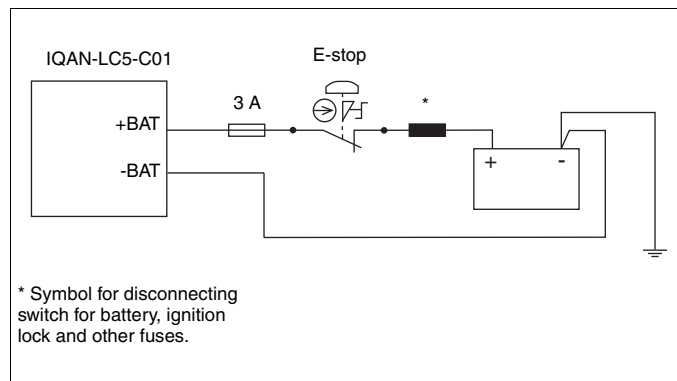 IQAN-LC5-C01
E-stop
3 A
*
+BAT
-BAT
+
-
* Symbol for disconnecting
switch for battery, ignition
lock and other fuses.